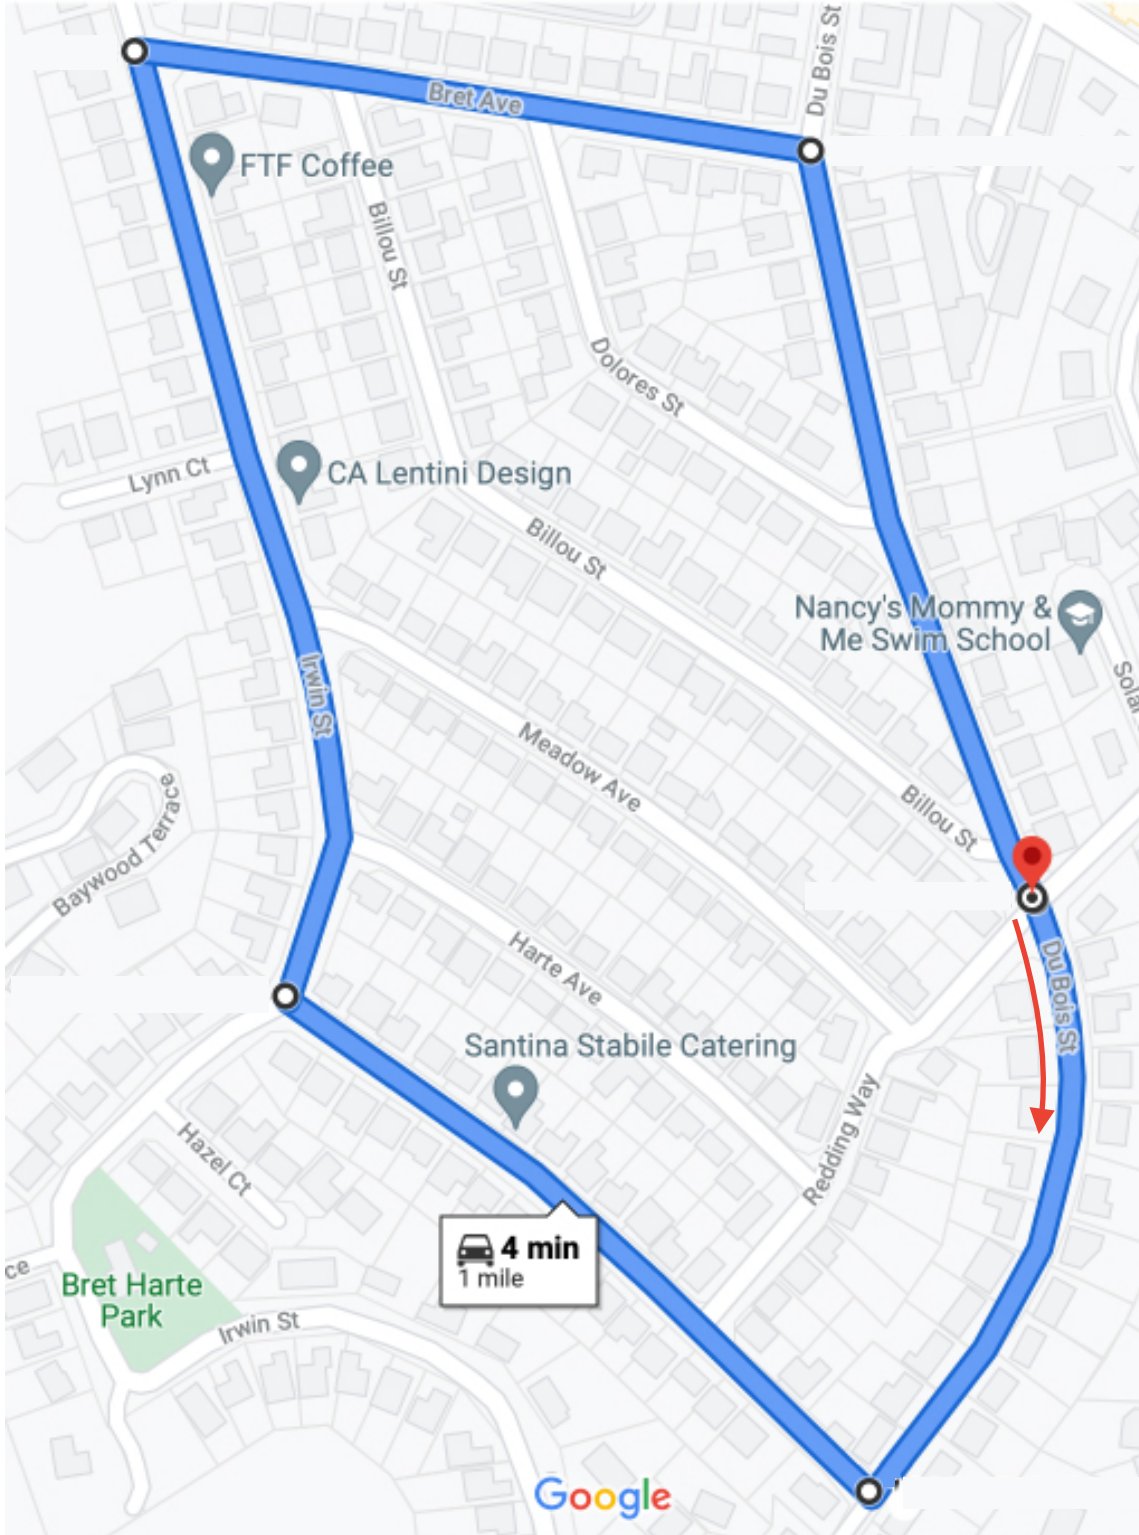 Du Bois St
Bret Ave
FTF Coffee
Billou St
Dolores St
Lynn Ct
CA Lentini Design
Billou St
Nancy's Mommy &
Me Swim School
Irwin St
Meadow Ave
Billou St
Baywood Terrace
Harte Ave
Du Bois St
Santina Stabile Catering
Redding Way
Hazel Ct
4 min
1 mile
Bret Harte
Park
Irwin St
Google